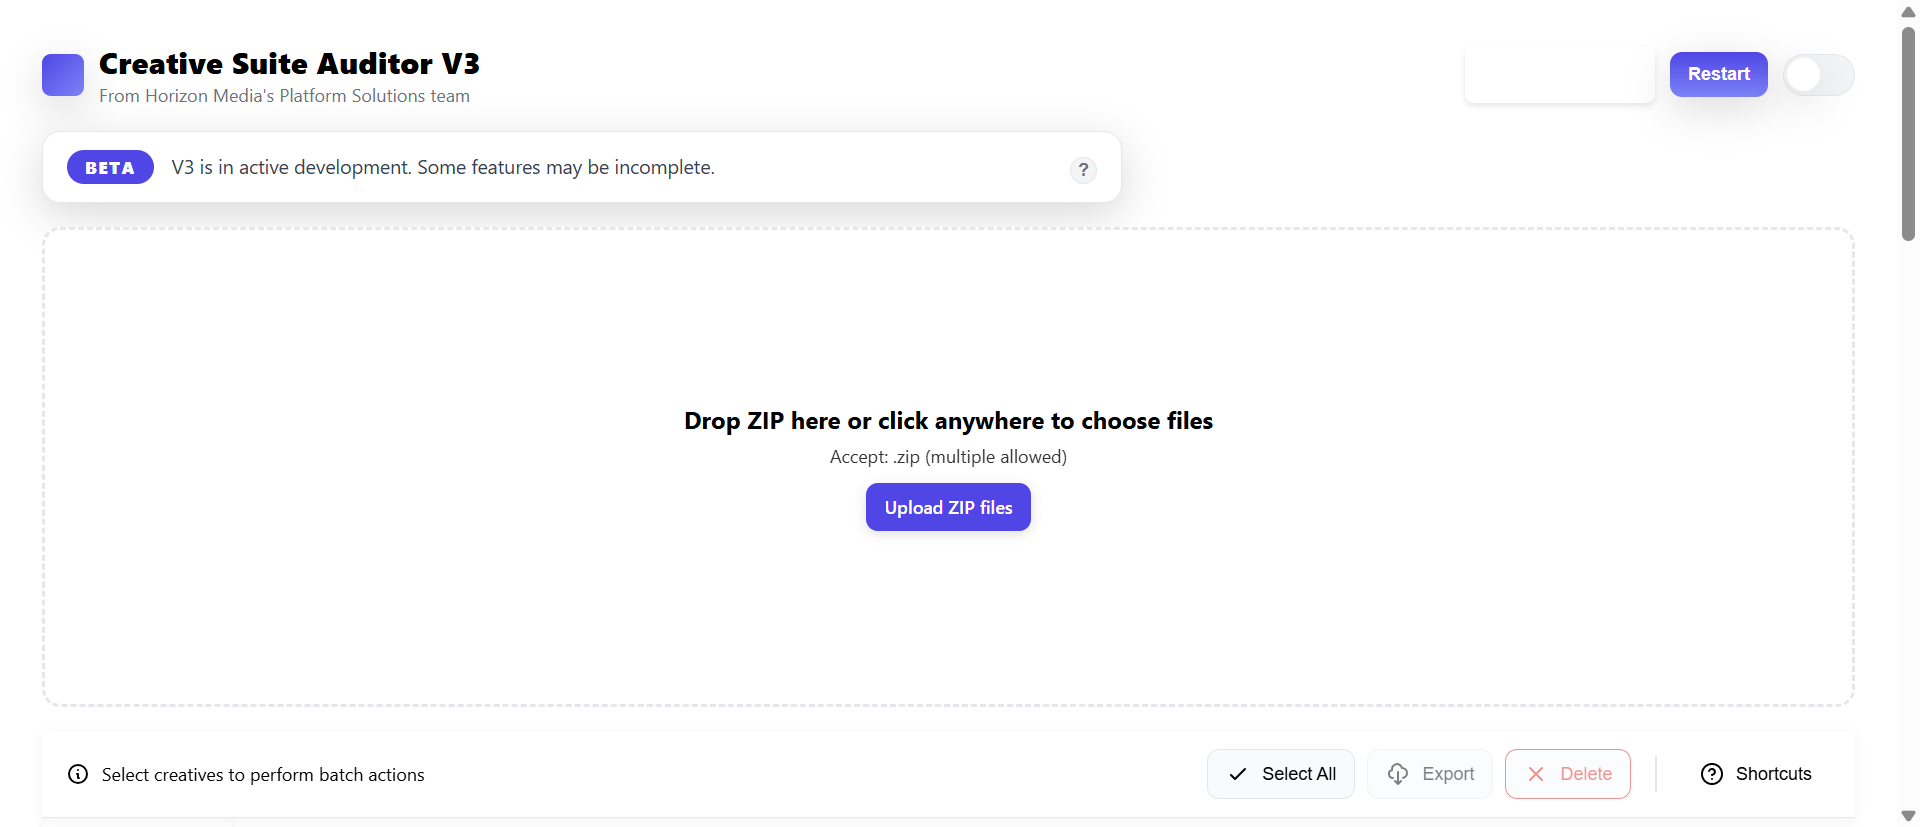 Creative Suite Auditor V3
From Horizon Media's Platform Solutions team
Restart
BETA
V3 is in active development. Some features may be incomplete.
?
Drop ZIP here or click anywhere to choose files
Accept: .zip (multiple allowed)
Upload ZIP files
Select creatives to perform batch actions
Select All
Export
Delete
Shortcuts